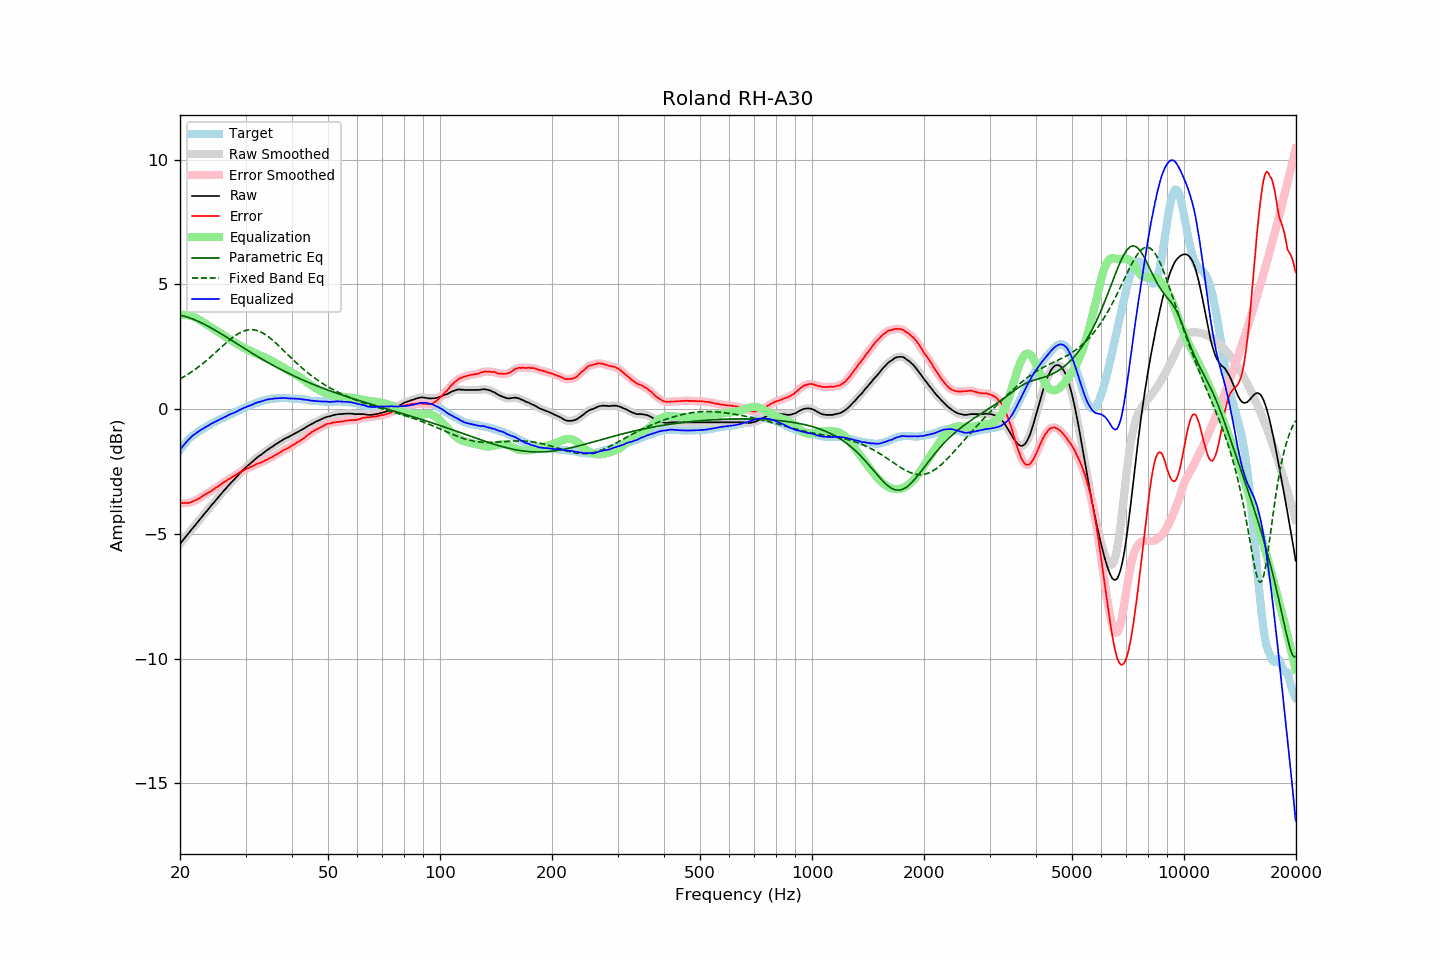 Roland RH-A30
Target
Raw Smoothed
Error Smoothed
Raw
Error
Equalization
Parametric Eq
Fixed Band Eq
Equalized
10
5
0
−5
−10
−15
Amplitude (dBr)
20 50 100 200 500 1000 2000 5000 10000 20000
Frequency (Hz)